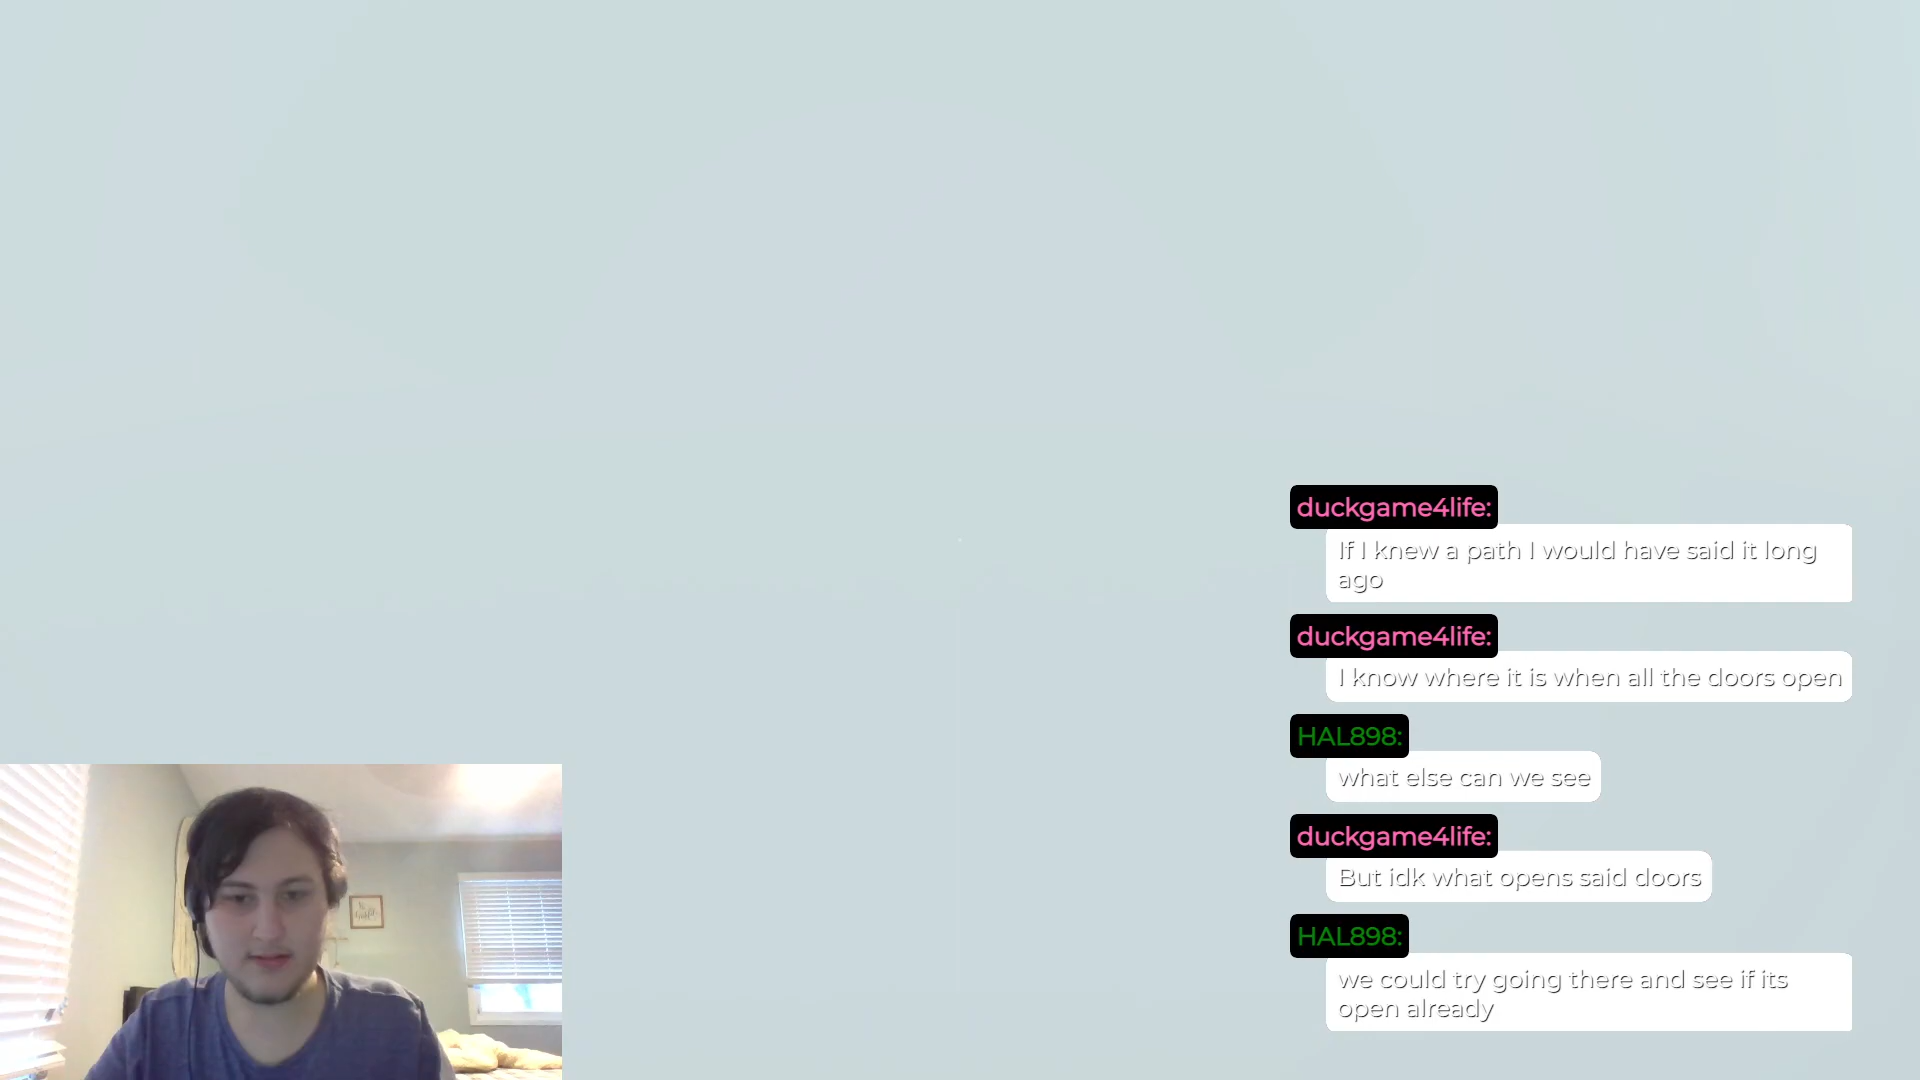 duckgame4life:
If I knew a path I would have said it long
ago
duckgame4life:
I know where it is when all the doors open
HAL898:
what else can we see
duckgame4life:
But idk what opens said doors
HAL898:
we could try going there and see if its
open already